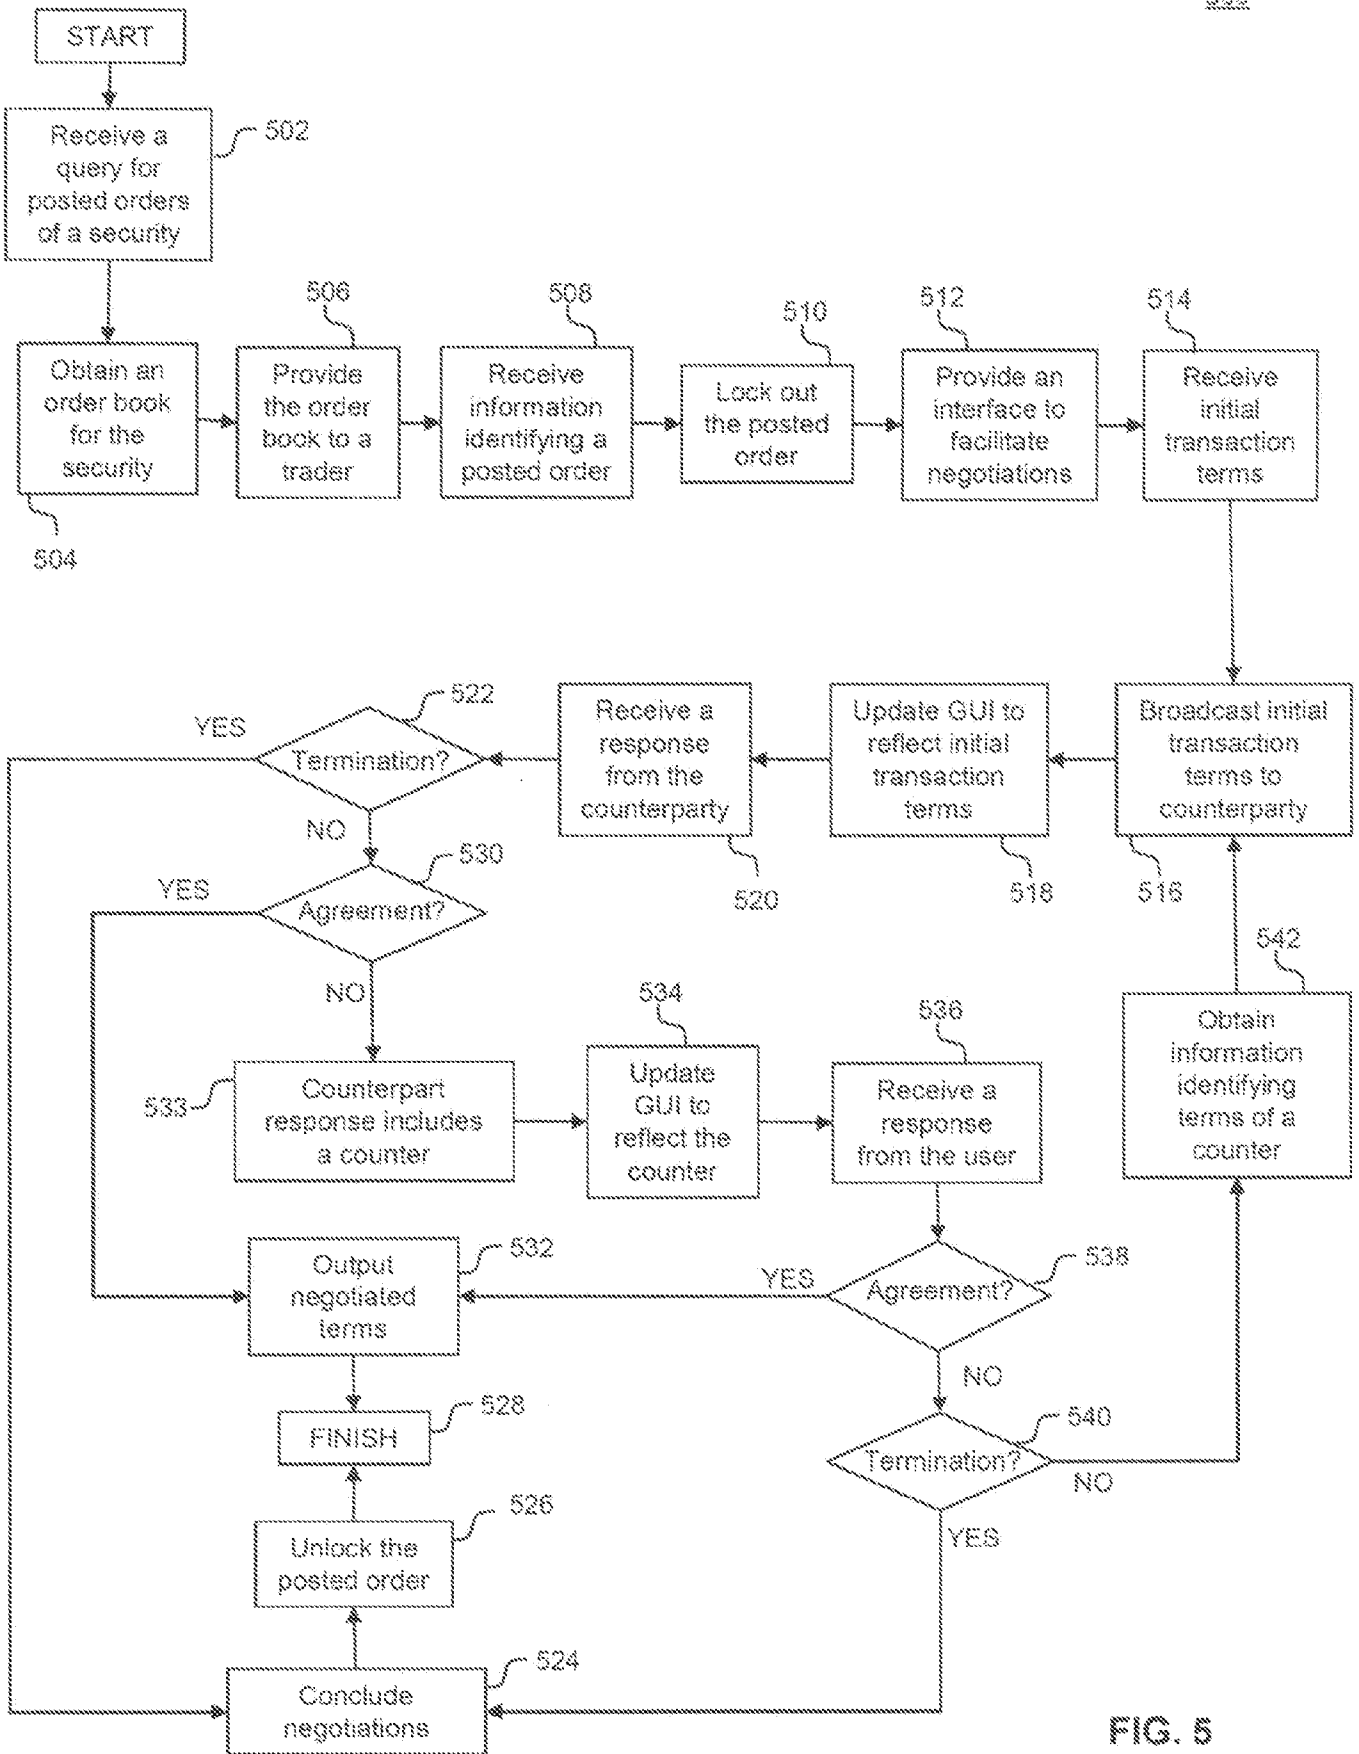 START
Receive a
query for
posted orders
of a security
502
Obtain an
order book
for the
security
504
Provide
the order
book to a
trader
506
Receive
information
identifying a
posted order
508
Lock out
the posted
order
510
Provide an
interface to
facilitate
negotiations
512
Receive
initial
transaction
terms
514
Broadcast initial
transaction
terms to
counterparty
516
Update GUI to
reflect initial
transaction
terms
518
Receive a
response
from the
counterparty
520
Termination?
522
YES
NO
Agreement?
530
YES
NO
Counterpart
response includes
a counter
533
Update
GUI to
reflect the
counter
534
Receive a
response
from the user
536
Agreement?
538
YES
NO
Termination?
540
NO
YES
Obtain
information
identifying
terms of a
counter
542
Output
negotiated
terms
532
FINISH
528
Unlock the
posted order
526
Conclude
negotiations
524
FIG. 5